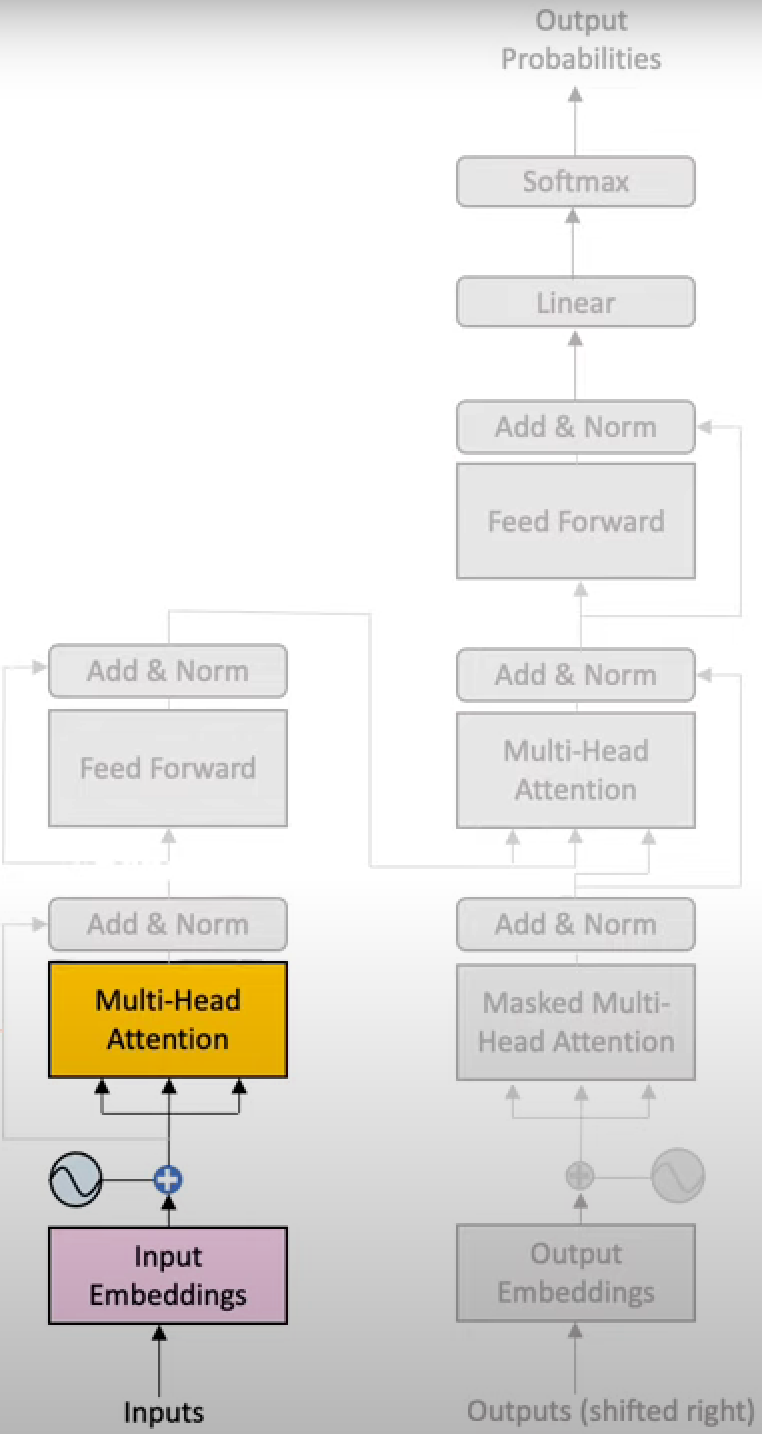 Output
Probabilities
Softmax
Linear
Add & Norm
Feed Forward
Add & Norm
Multi-Head
Attention
Add & Norm
Masked Multi-
Head Attention
Output
Embeddings
Outputs (shifted right)
Add & Norm
Feed Forward
Add & Norm
Multi-Head
Attention
Input
Embeddings
Inputs